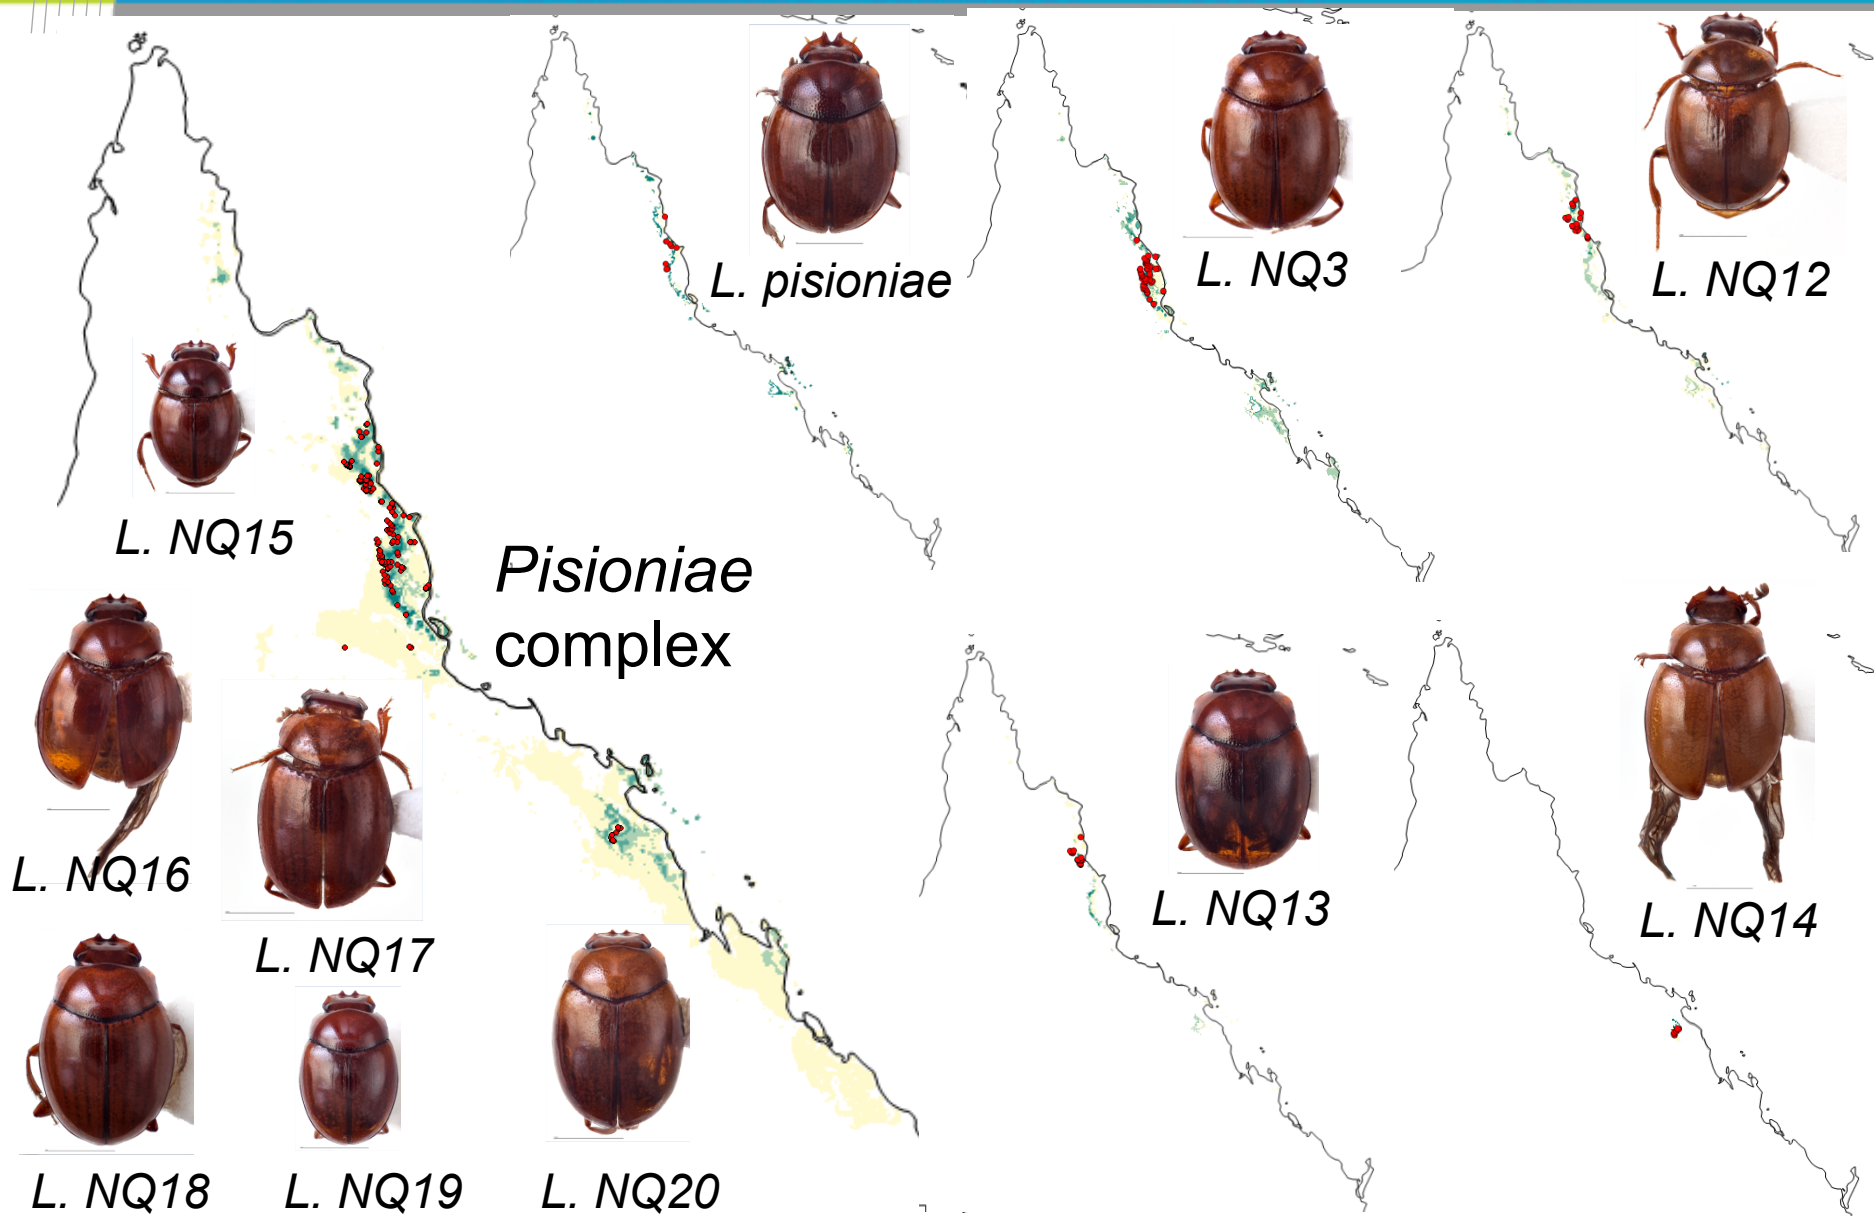 L. pisioniae
L. NQ3
L. NQ12
L. NQ15
Pisioniae
complex
L. NQ16
L. NQ17
L. NQ13
L. NQ14
L. NQ18
L. NQ19
L. NQ20